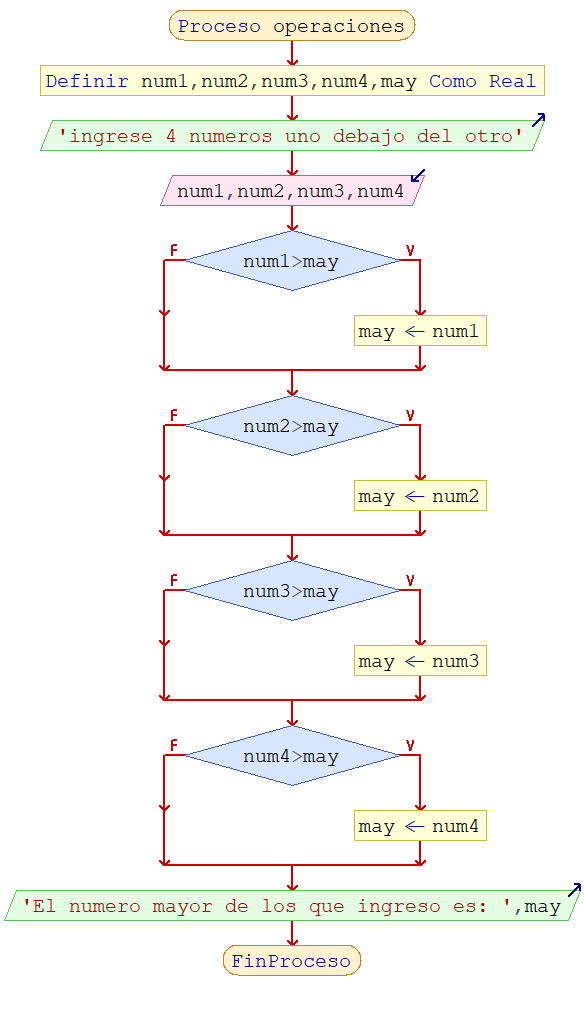 Proceso operaciones
Definir num1,num2,num3,num4,may Como Real
'ingrese 4 numeros uno debajo del otro'
num1,num2,num3,num4
F num1>may V
may ← num1
F num2>may V
may ← num2
F num3>may V
may ← num3
F num4>may V
may ← num4
'El numero mayor de los que ingreso es: ',may
FinProceso